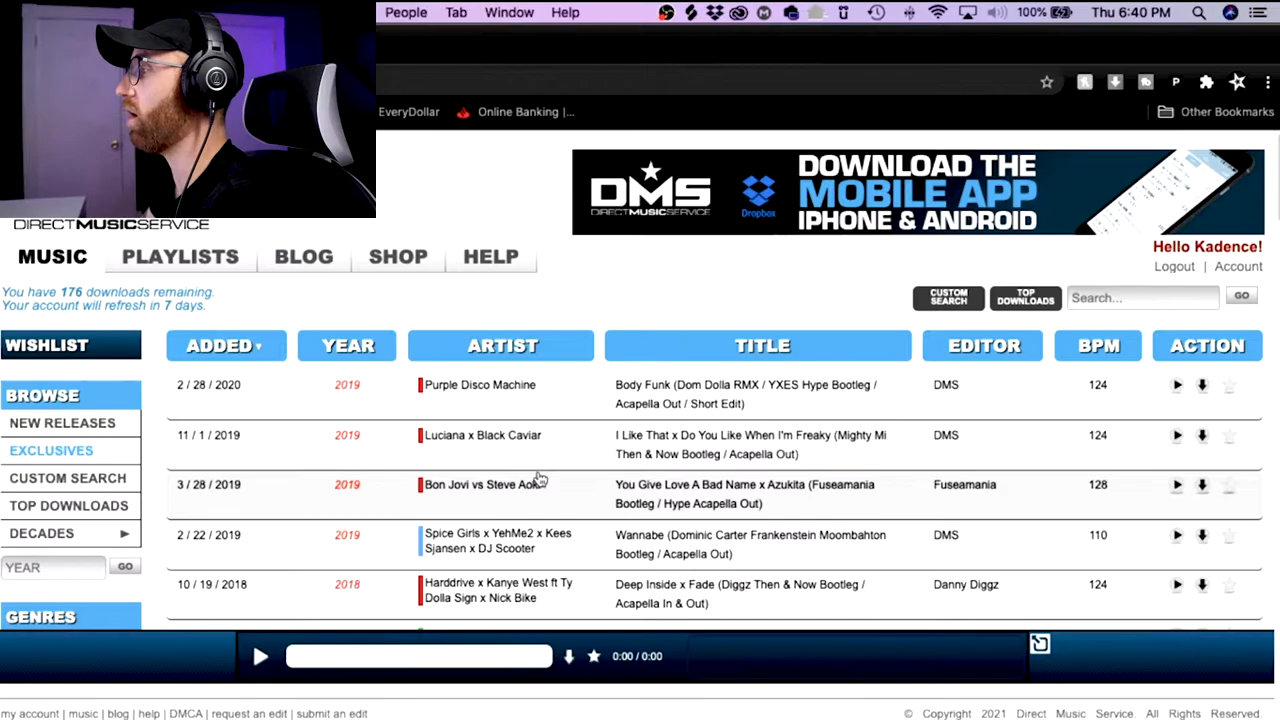 People Tab Window Help 100% Thu 6:40 PM
P
EveryDollar Online Banking |... Other Bookmarks
DMS DIRECTMUSICSERVICE Dropbox DOWNLOAD THE
MOBILE APP
IPHONE & ANDROID
DIRECTMUSICSERVICE
Hello Kadence!
MUSIC PLAYLISTS BLOG SHOP HELP
Logout | Account
You have 176 downloads remaining.
Your account will refresh in 7 days.
CUSTOM SEARCH TOP DOWNLOADS Search... GO
WISHLIST
BROWSE
NEW RELEASES
EXCLUSIVES
CUSTOM SEARCH
TOP DOWNLOADS
DECADES
YEAR GO
GENRES
ADDED YEAR ARTIST TITLE EDITOR BPM ACTION
2 / 28 / 2020 2019 Purple Disco Machine Body Funk (Dom Dolla RMX / YXES Hype Bootleg / DMS 124
Acapella Out / Short Edit)
11 / 1 / 2019 2019 Luciana x Black Caviar I Like That x Do You Like When I'm Freaky (Mighty Mi DMS 124
Then & Now Bootleg / Acapella Out)
3 / 28 / 2019 2019 Bon Jovi vs Steve Aoki You Give Love A Bad Name x Azukita (Fuseamania Fuseamania 128
Bootleg / Hype Acapella Out)
2 / 22 / 2019 2019 Spice Girls x YehMe2 x Kees Wannabe (Dominic Carter Frankenstein Moombahton DMS 110
Sjansen x DJ Scooter Bootleg / Acapella Out)
10 / 19 / 2018 2018 Harddrive x Kanye West ft Ty Deep Inside x Fade (Diggz Then & Now Bootleg / Danny Diggz 124
Dolla Sign x Nick Bike Acapella In & Out)
0:00 / 0:00
my account | music | blog | help | DMCA | request an edit | submit an edit © Copyright 2021 Direct Music Service. All Rights Reserved.